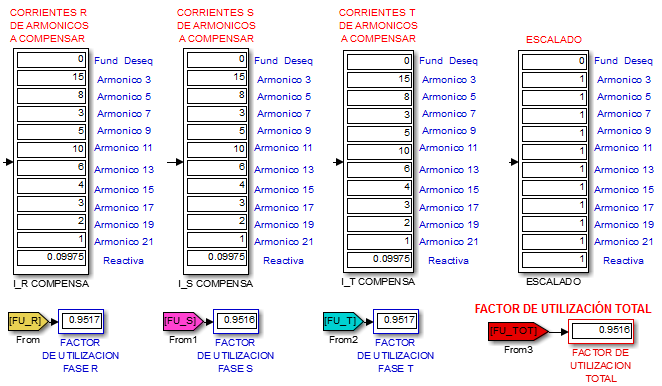 CORRIENTES R
DE ARMONICOS
A COMPENSAR
0 Fund Deseq
15 Armonico 3
8 Armonico 5
3 Armonico 7
5 Armonico 9
10 Armonico 11
6 Armonico 13
4 Armonico 15
3 Armonico 17
2 Armonico 19
1 Armonico 21
0.09975 Reactiva
I_R COMPENSA
CORRIENTES S
DE ARMONICOS
A COMPENSAR
0 Fund Deseq
15 Armonico 3
8 Armonico 5
3 Armonico 7
5 Armonico 9
10 Armonico 11
6 Armonico 13
4 Armonico 15
3 Armonico 17
2 Armonico 19
1 Armonico 21
0.09975 Reactiva
I_S COMPENSA
CORRIENTES T
DE ARMONICOS
A COMPENSAR
0 Fund Deseq
15 Armonico 3
8 Armonico 5
3 Armonico 7
5 Armonico 9
10 Armonico 11
6 Armonico 13
4 Armonico 15
3 Armonico 17
2 Armonico 19
1 Armonico 21
0.09975 Reactiva
I_T COMPENSA
ESCALADO
0 Fund Deseq
1 Armonico 3
1 Armonico 5
1 Armonico 7
1 Armonico 9
1 Armonico 11
1 Armonico 13
1 Armonico 15
1 Armonico 17
1 Armonico 19
1 Armonico 21
1 Reactiva
ESCALADO
[FU_R] 0.9517
From
FACTOR
DE UTILIZACION
FASE R
[FU_S] 0.9516
From1
FACTOR
DE UTILIZACION
FASE S
[FU_T] 0.9517
From2
FACTOR
DE UTILIZACION
FASE T
FACTOR DE UTILIZACIÓN TOTAL
[FU_TOT] 0.9516
From3
FACTOR DE
UTILIZACION
TOTAL